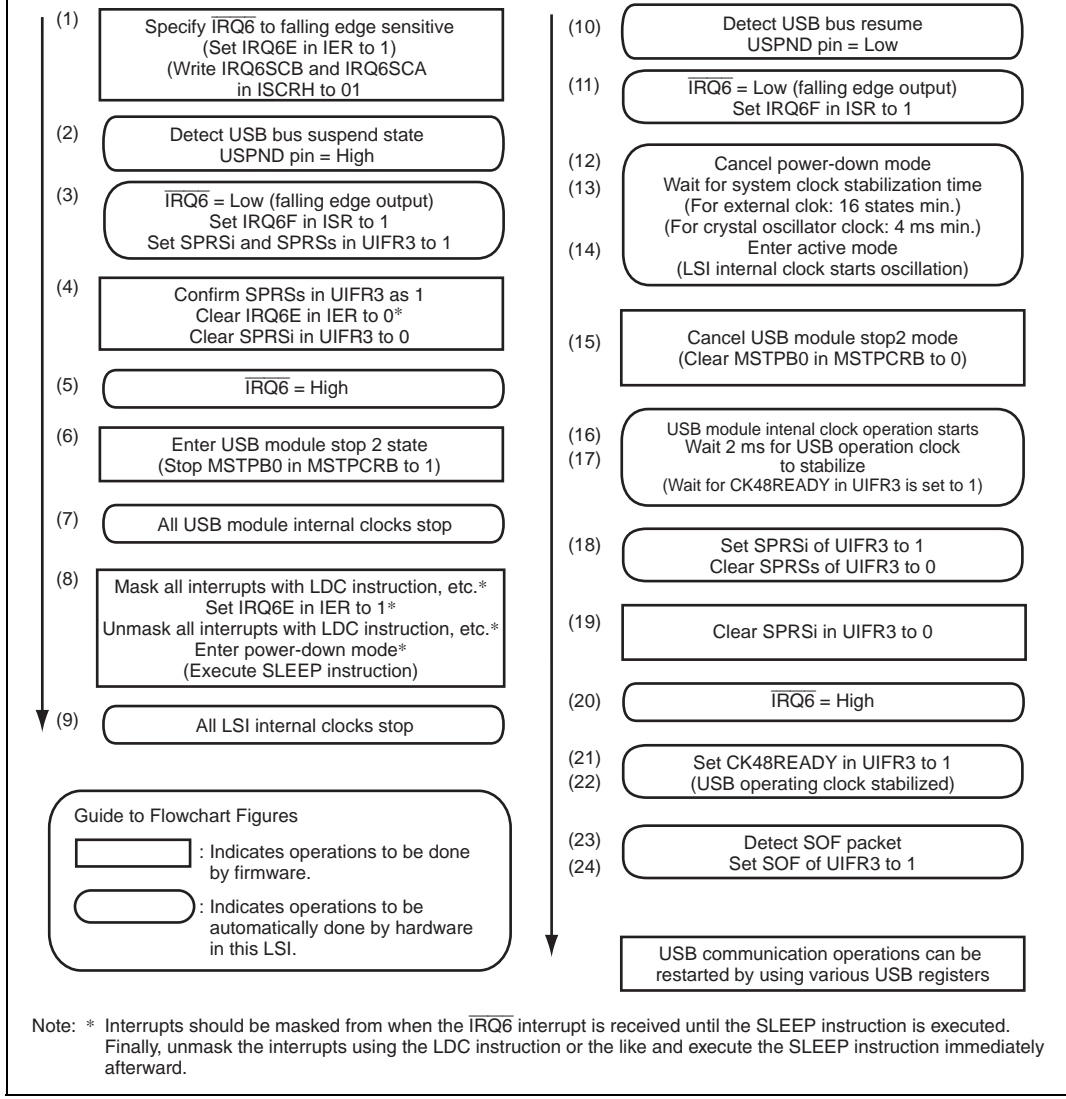 (1)
Specify IRQ6 to falling edge sensitive
(Set IRQ6E in IER to 1)
(Write IRQ6SCB and IRQ6SCA
in ISCRH to 01
(2)
Detect USB bus suspend state
USPND pin = High
(3)
IRQ6 = Low (falling edge output)
Set IRQ6F in ISR to 1
Set SPRSi and SPRSs in UIFR3 to 1
(4)
Confirm SPRSs in UIFR3 as 1
Clear IRQ6E in IER to 0*
Clear SPRSi in UIFR3 to 0
(5)
IRQ6 = High
(6)
Enter USB module stop 2 state
(Stop MSTPB0 in MSTPCRB to 1)
(7)
All USB module internal clocks stop
(8)
Mask all interrupts with LDC instruction, etc.*
Set IRQ6E in IER to 1*
Unmask all interrupts with LDC instruction, etc.*
Enter power-down mode*
(Execute SLEEP instruction)
(9)
All LSI internal clocks stop
Guide to Flowchart Figures
: Indicates operations to be done
by firmware.
: Indicates operations to be
automatically done by hardware
in this LSI.
(10)
Detect USB bus resume
USPND pin = Low
(11)
IRQ6 = Low (falling edge output)
Set IRQ6F in ISR to 1
(12)
Cancel power-down mode
(13)
Wait for system clock stabilization time
(For external clok: 16 states min.)
(For crystal oscillator clock: 4 ms min.)
(14)
Enter active mode
(LSI internal clock starts oscillation)
(15)
Cancel USB module stop2 mode
(Clear MSTPB0 in MSTPCRB to 0)
(16)
USB module intenal clock operation starts
(17)
Wait 2 ms for USB operation clock
to stabilize
(Wait for CK48READY in UIFR3 is set to 1)
(18)
Set SPRSi of UIFR3 to 1
Clear SPRSs of UIFR3 to 0
(19)
Clear SPRSi in UIFR3 to 0
(20)
IRQ6 = High
(21)
Set CK48READY in UIFR3 to 1
(22)
(USB operating clock stabilized)
(23)
Detect SOF packet
(24)
Set SOF of UIFR3 to 1
USB communication operations can be
restarted by using various USB registers
Note: * Interrupts should be masked from when the IRQ6 interrupt is received until the SLEEP instruction is executed.
Finally, unmask the interrupts using the LDC instruction or the like and execute the SLEEP instruction immediately
afterward.